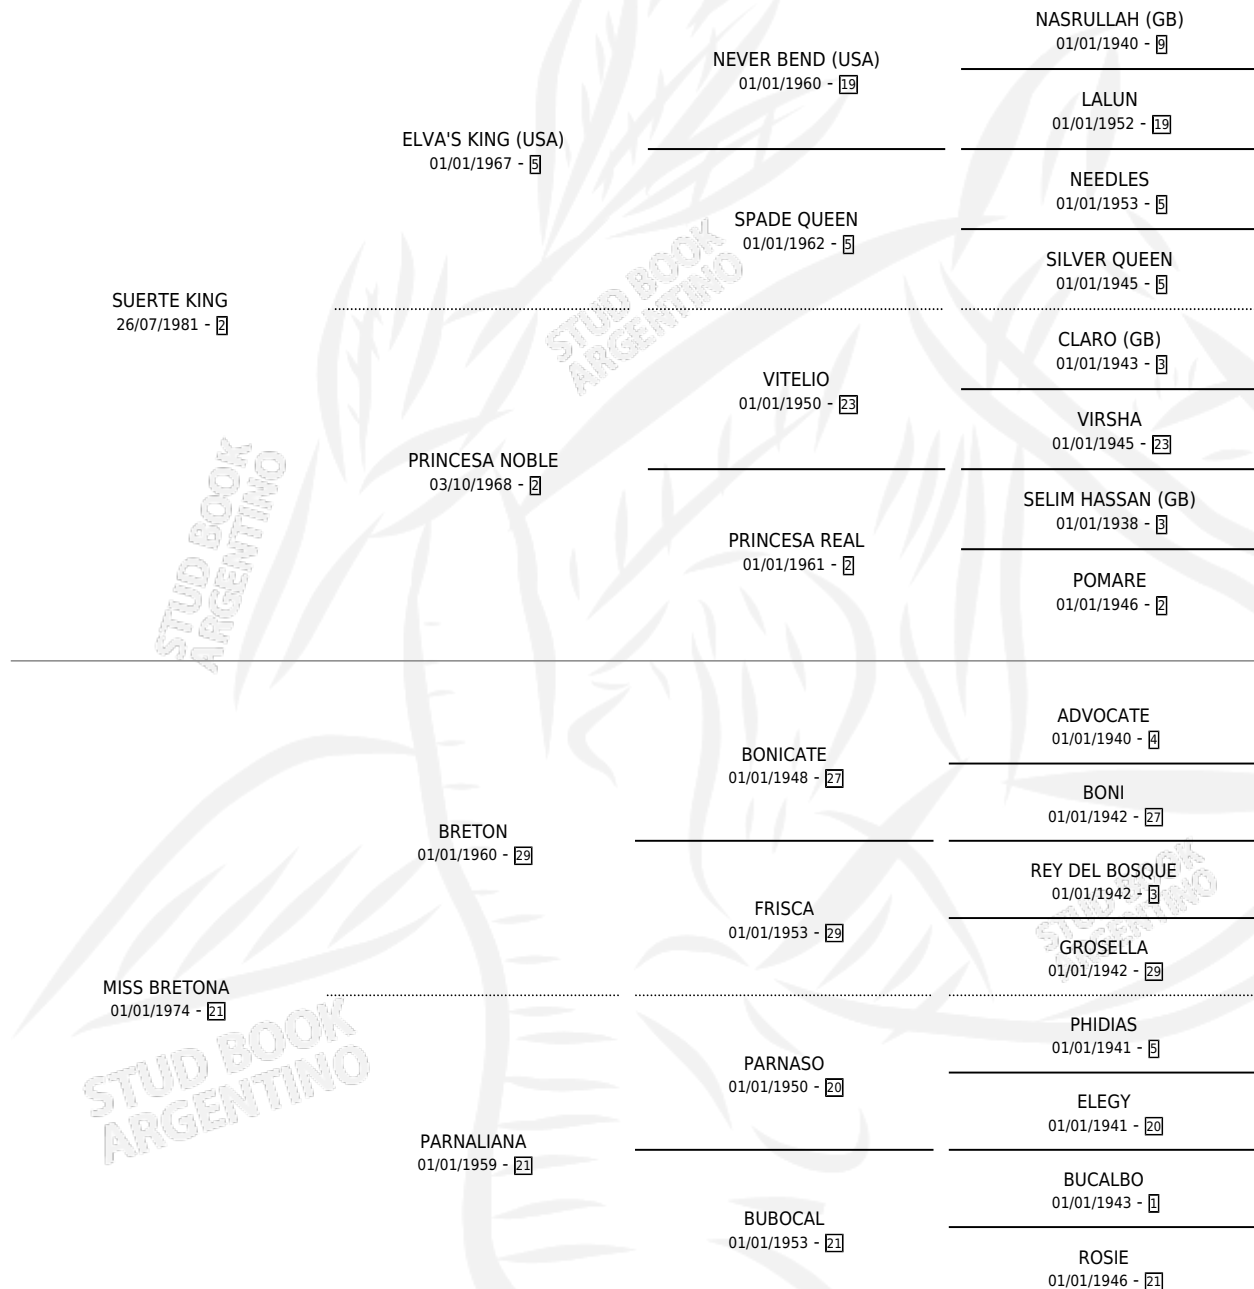 NASRULLAH (GB)
01/01/1940 - 9
NEVER BEND (USA)
01/01/1960 - 19
LALUN
01/01/1952 - 19
ELVA'S KING (USA)
01/01/1967 - 5
NEEDLES
01/01/1953 - 5
SPADE QUEEN
01/01/1962 - 5
SILVER QUEEN
01/01/1945 - 5
SUERTE KING
26/07/1981 - 2
CLARO (GB)
01/01/1943 - 3
VITELIO
01/01/1950 - 23
VIRSHA
01/01/1945 - 23
PRINCESA NOBLE
03/10/1968 - 2
SELIM HASSAN (GB)
01/01/1938 - 3
PRINCESA REAL
01/01/1961 - 2
POMARE
01/01/1946 - 2
ADVOCATE
01/01/1940 - 4
BONICATE
01/01/1948 - 27
BONI
01/01/1942 - 27
BRETON
01/01/1960 - 29
REY DEL BOSQUE
01/01/1942 - 3
FRISCA
01/01/1953 - 29
GROSELLA
01/01/1942 - 29
MISS BRETONA
01/01/1974 - 21
PHIDIAS
01/01/1941 - 5
PARNASO
01/01/1950 - 20
ELEGY
01/01/1941 - 20
PARNALIANA
01/01/1959 - 21
BUCALBO
01/01/1943 - 1
BUBOCAL
01/01/1953 - 21
ROSIE
01/01/1946 - 21
STUD BOOK
ARGENTINO
STUD BOOK
ARGENTINO
STUD BOOK
ARGENTINO
STUD BOOK
ARGENTINO